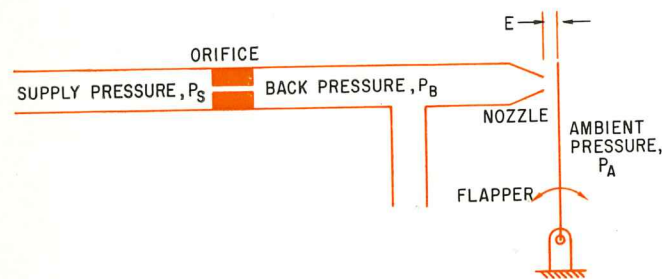 E
ORIFICE
SUPPLY PRESSURE, PS
BACK PRESSURE, PB
NOZZLE
AMBIENT
PRESSURE,
PA
FLAPPER